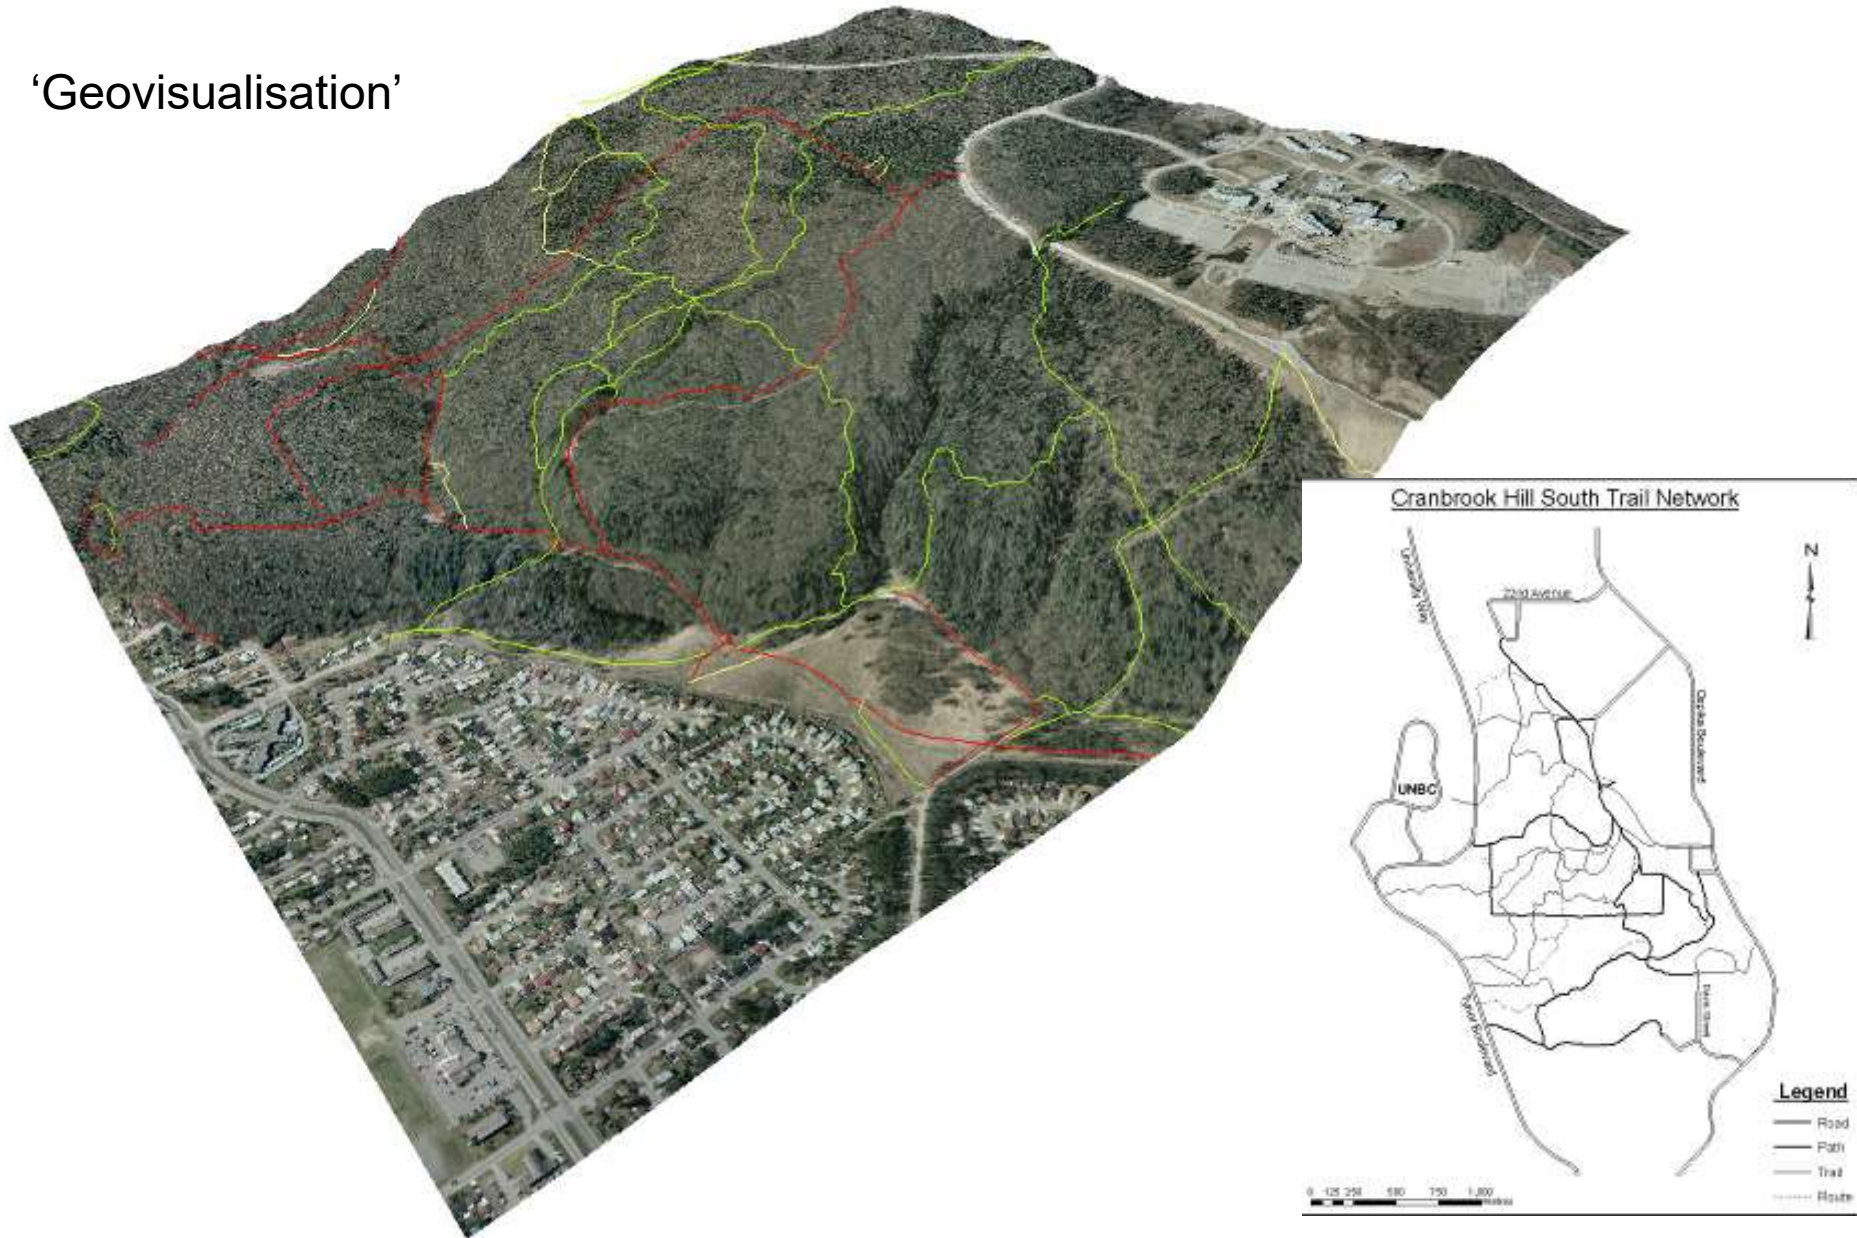 ‘Geovisualisation’
Cranbrook Hill South Trail Network
N
University Way
22nd Avenue
Ospika Boulevard
UNBC
Tyner Boulevard
Legend
Road
Path
Trail
Route
0 125 250 500 750 1,000